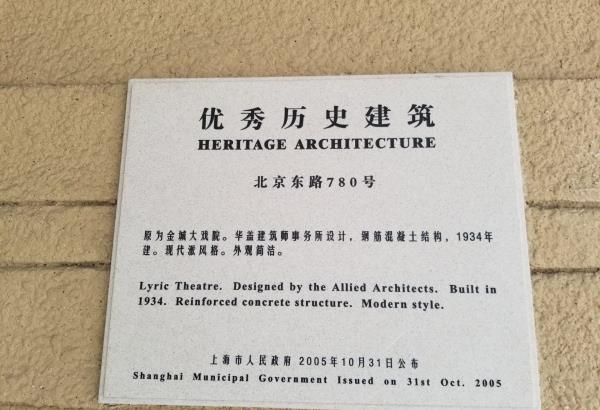 优秀历史建筑
HERITAGE ARCHITECTURE
北京东路780号
原为金城大戏院。华盖建筑师事务所设计，钢筋混凝土结构，1934年
建。现代派风格。外观简洁。
Lyric Theatre. Designed by the Allied Architects. Built in
1934. Reinforced concrete structure. Modern style.
上海市人民政府 2005年10月31日公布
Shanghai Municipal Government Issued on 31st Oct. 2005